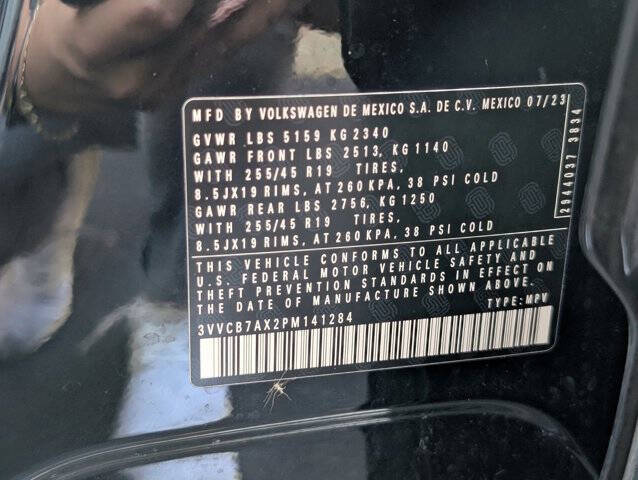 MFD BY VOLKSWAGEN DE MEXICO S.A. DE C.V. MEXICO 07/23
GVWR LBS 5159 KG 2340
GAWR FRONT LBS 2513, KG 1140
WITH 255/45 R19 TIRES,
8.5JX19 RIMS, AT 260 KPA, 38 PSI COLD
GAWR REAR LBS 2756, KG 1250
WITH 255/45 R19 TIRES,
8.5JX19 RIMS, AT 260 KPA, 38 PSI COLD
THIS VEHICLE CONFORMS TO ALL APPLICABLE
U.S. FEDERAL MOTOR VEHICLE SAFETY AND
THEFT PREVENTION STANDARDS IN EFFECT ON
THE DATE OF MANUFACTURE SHOWN ABOVE.
3VVCB7AX2PM141284 TYPE: MPV
2944037 3834